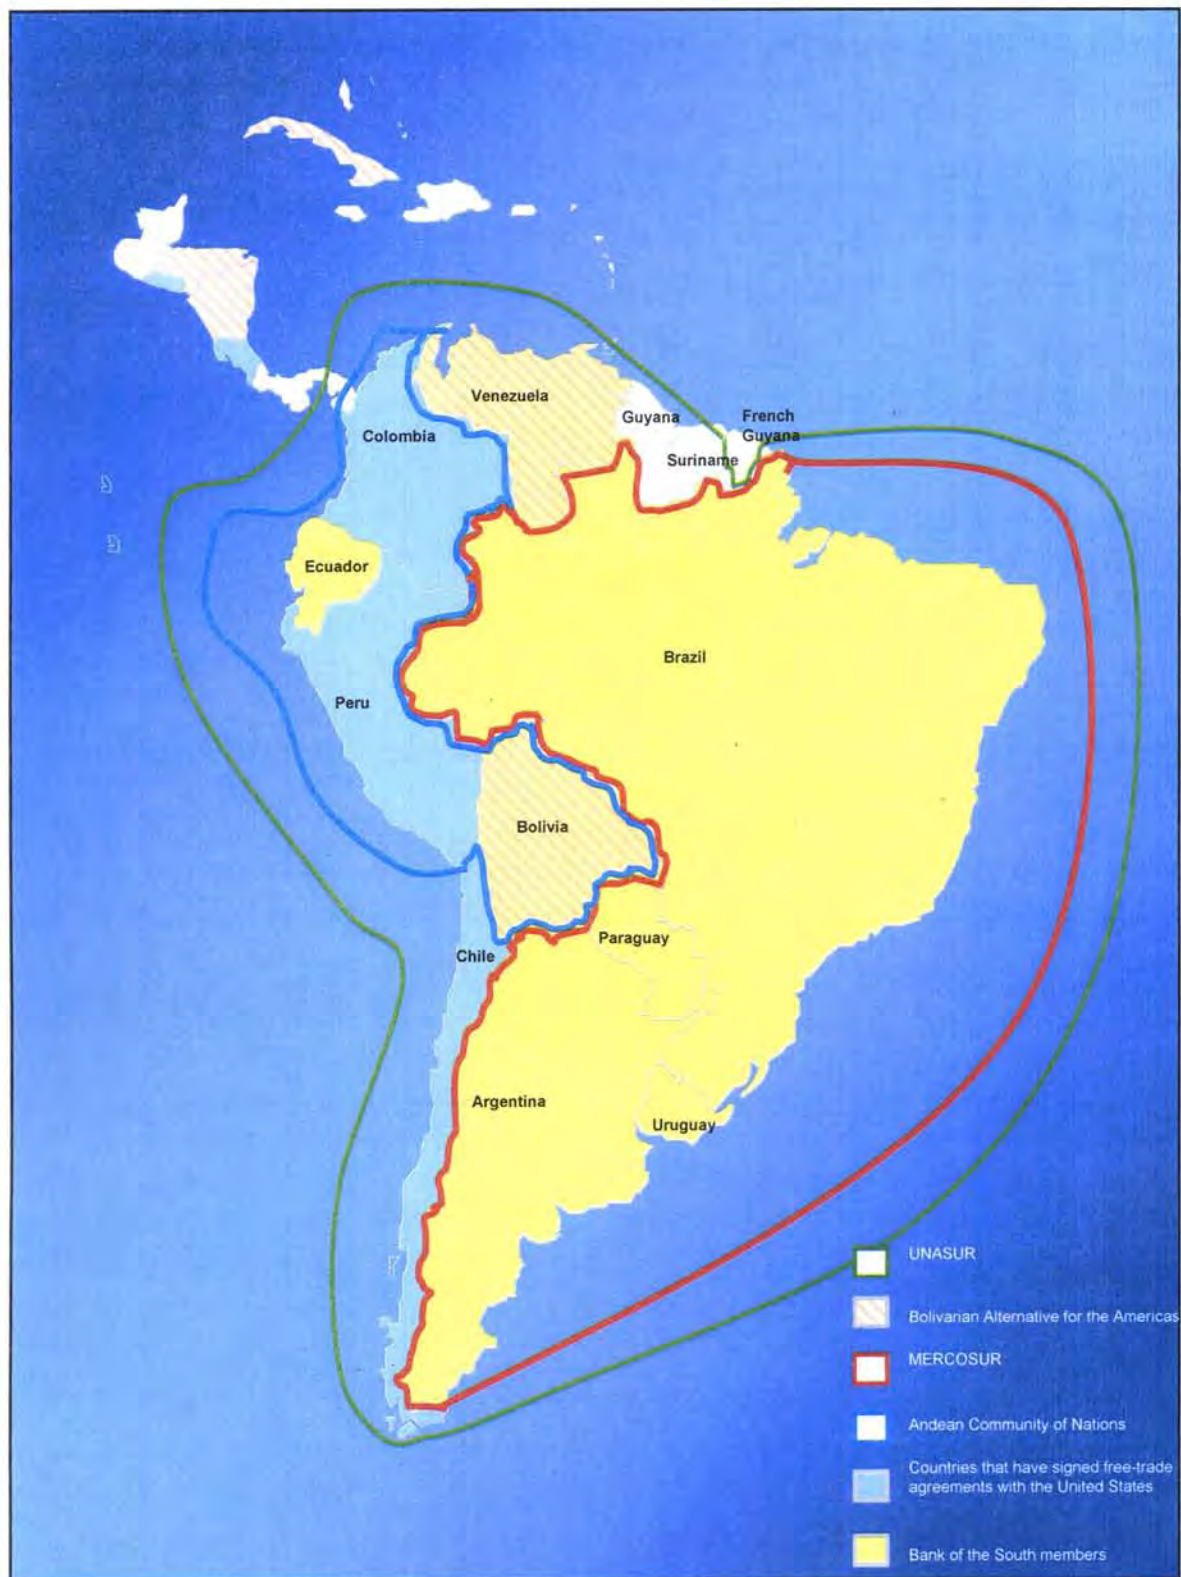 Venezuela
Guyana
French
Guyana
Colombia
Suriname
Ecuador
Brazil
Peru
Bolivia
Paraguay
Chile
Argentina
Uruguay
UNASUR
Bolivarian Alternative for the Americas
MERCOSUR
Andean Community of Nations
Countries that have signed free-trade
agreements with the United States
Bank of the South members